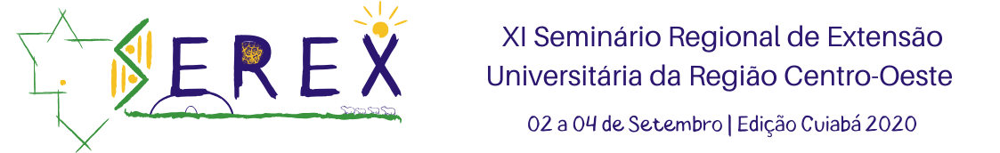 SEREX
XI Seminário Regional de Extensão
Universitária da Região Centro-Oeste
02 a 04 de Setembro | Edição Cuiabá 2020